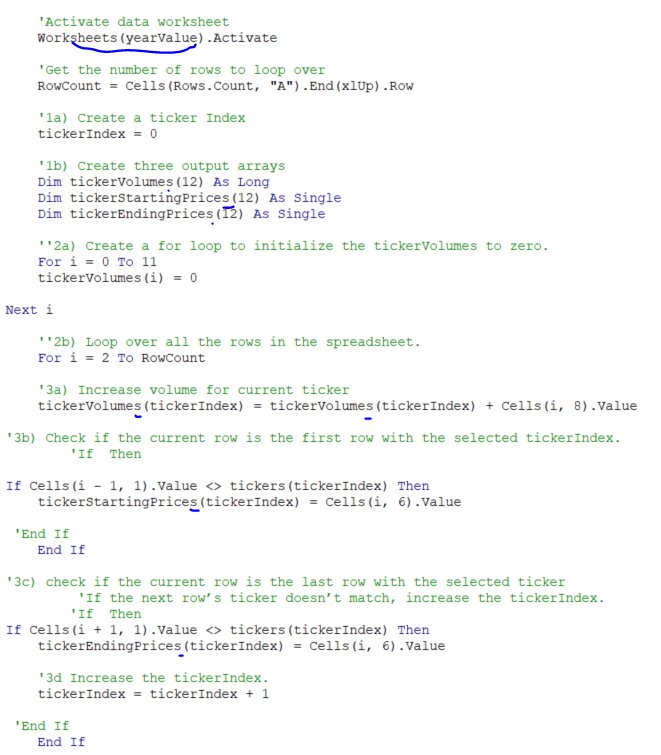 'Activate data worksheet
Worksheets(yearValue).Activate
'Get the number of rows to loop over
RowCount = Cells(Rows.Count, "A").End(xlUp).Row
'1a) Create a ticker Index
tickerIndex = 0
'1b) Create three output arrays
Dim tickerVolumes(12) As Long
Dim tickerStartingPrices(12) As Single
Dim tickerEndingPrices(12) As Single
''2a) Create a for loop to initialize the tickerVolumes to zero.
For i = 0 To 11
tickerVolumes(i) = 0
Next i
''2b) Loop over all the rows in the spreadsheet.
For i = 2 To RowCount
'3a) Increase volume for current ticker
tickerVolumes(tickerIndex) = tickerVolumes(tickerIndex) + Cells(i, 8).Value
'3b) Check if the current row is the first row with the selected tickerIndex.
'If  Then
If Cells(i - 1, 1).Value <> tickers(tickerIndex) Then
tickerStartingPrices(tickerIndex) = Cells(i, 6).Value
'End If
End If
'3c) check if the current row is the last row with the selected ticker
'If the next row’s ticker doesn’t match, increase the tickerIndex.
'If  Then
If Cells(i + 1, 1).Value <> tickers(tickerIndex) Then
tickerEndingPrices(tickerIndex) = Cells(i, 6).Value
'3d Increase the tickerIndex.
tickerIndex = tickerIndex + 1
'End If
End If